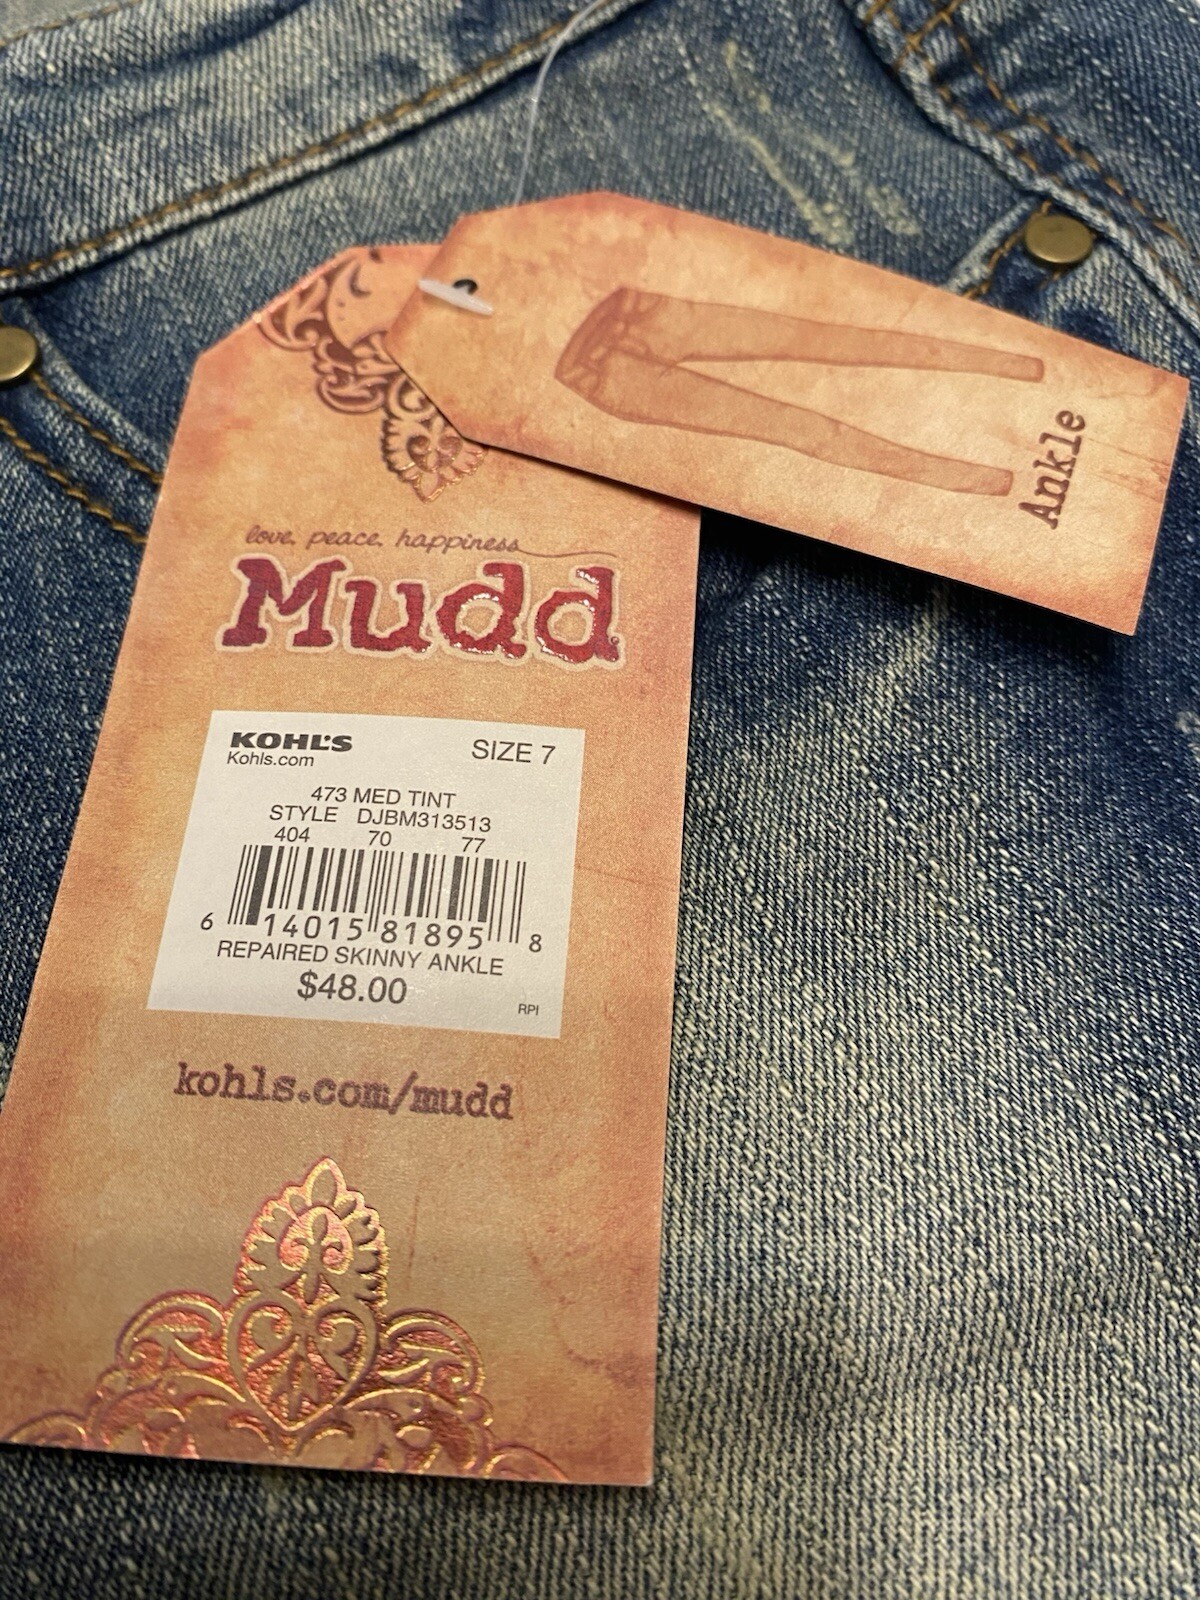 Ankle
love. peace. happiness
Mudd
KOHL'S
Kohls.com
SIZE 7
473 MED TINT
STYLE DJBM313513
404 70 77
6 14015 81895 8
REPAIRED SKINNY ANKLE
$48.00
RPI
kohls.com/mudd